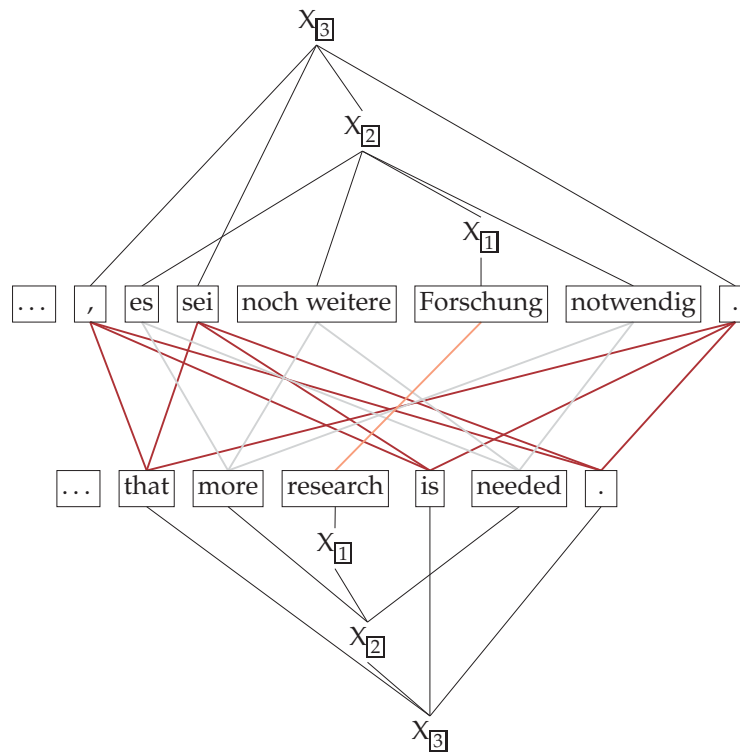 X3
X2
X1
... , es sei noch weitere Forschung notwendig .
... that more research is needed .
X1
X2
X3